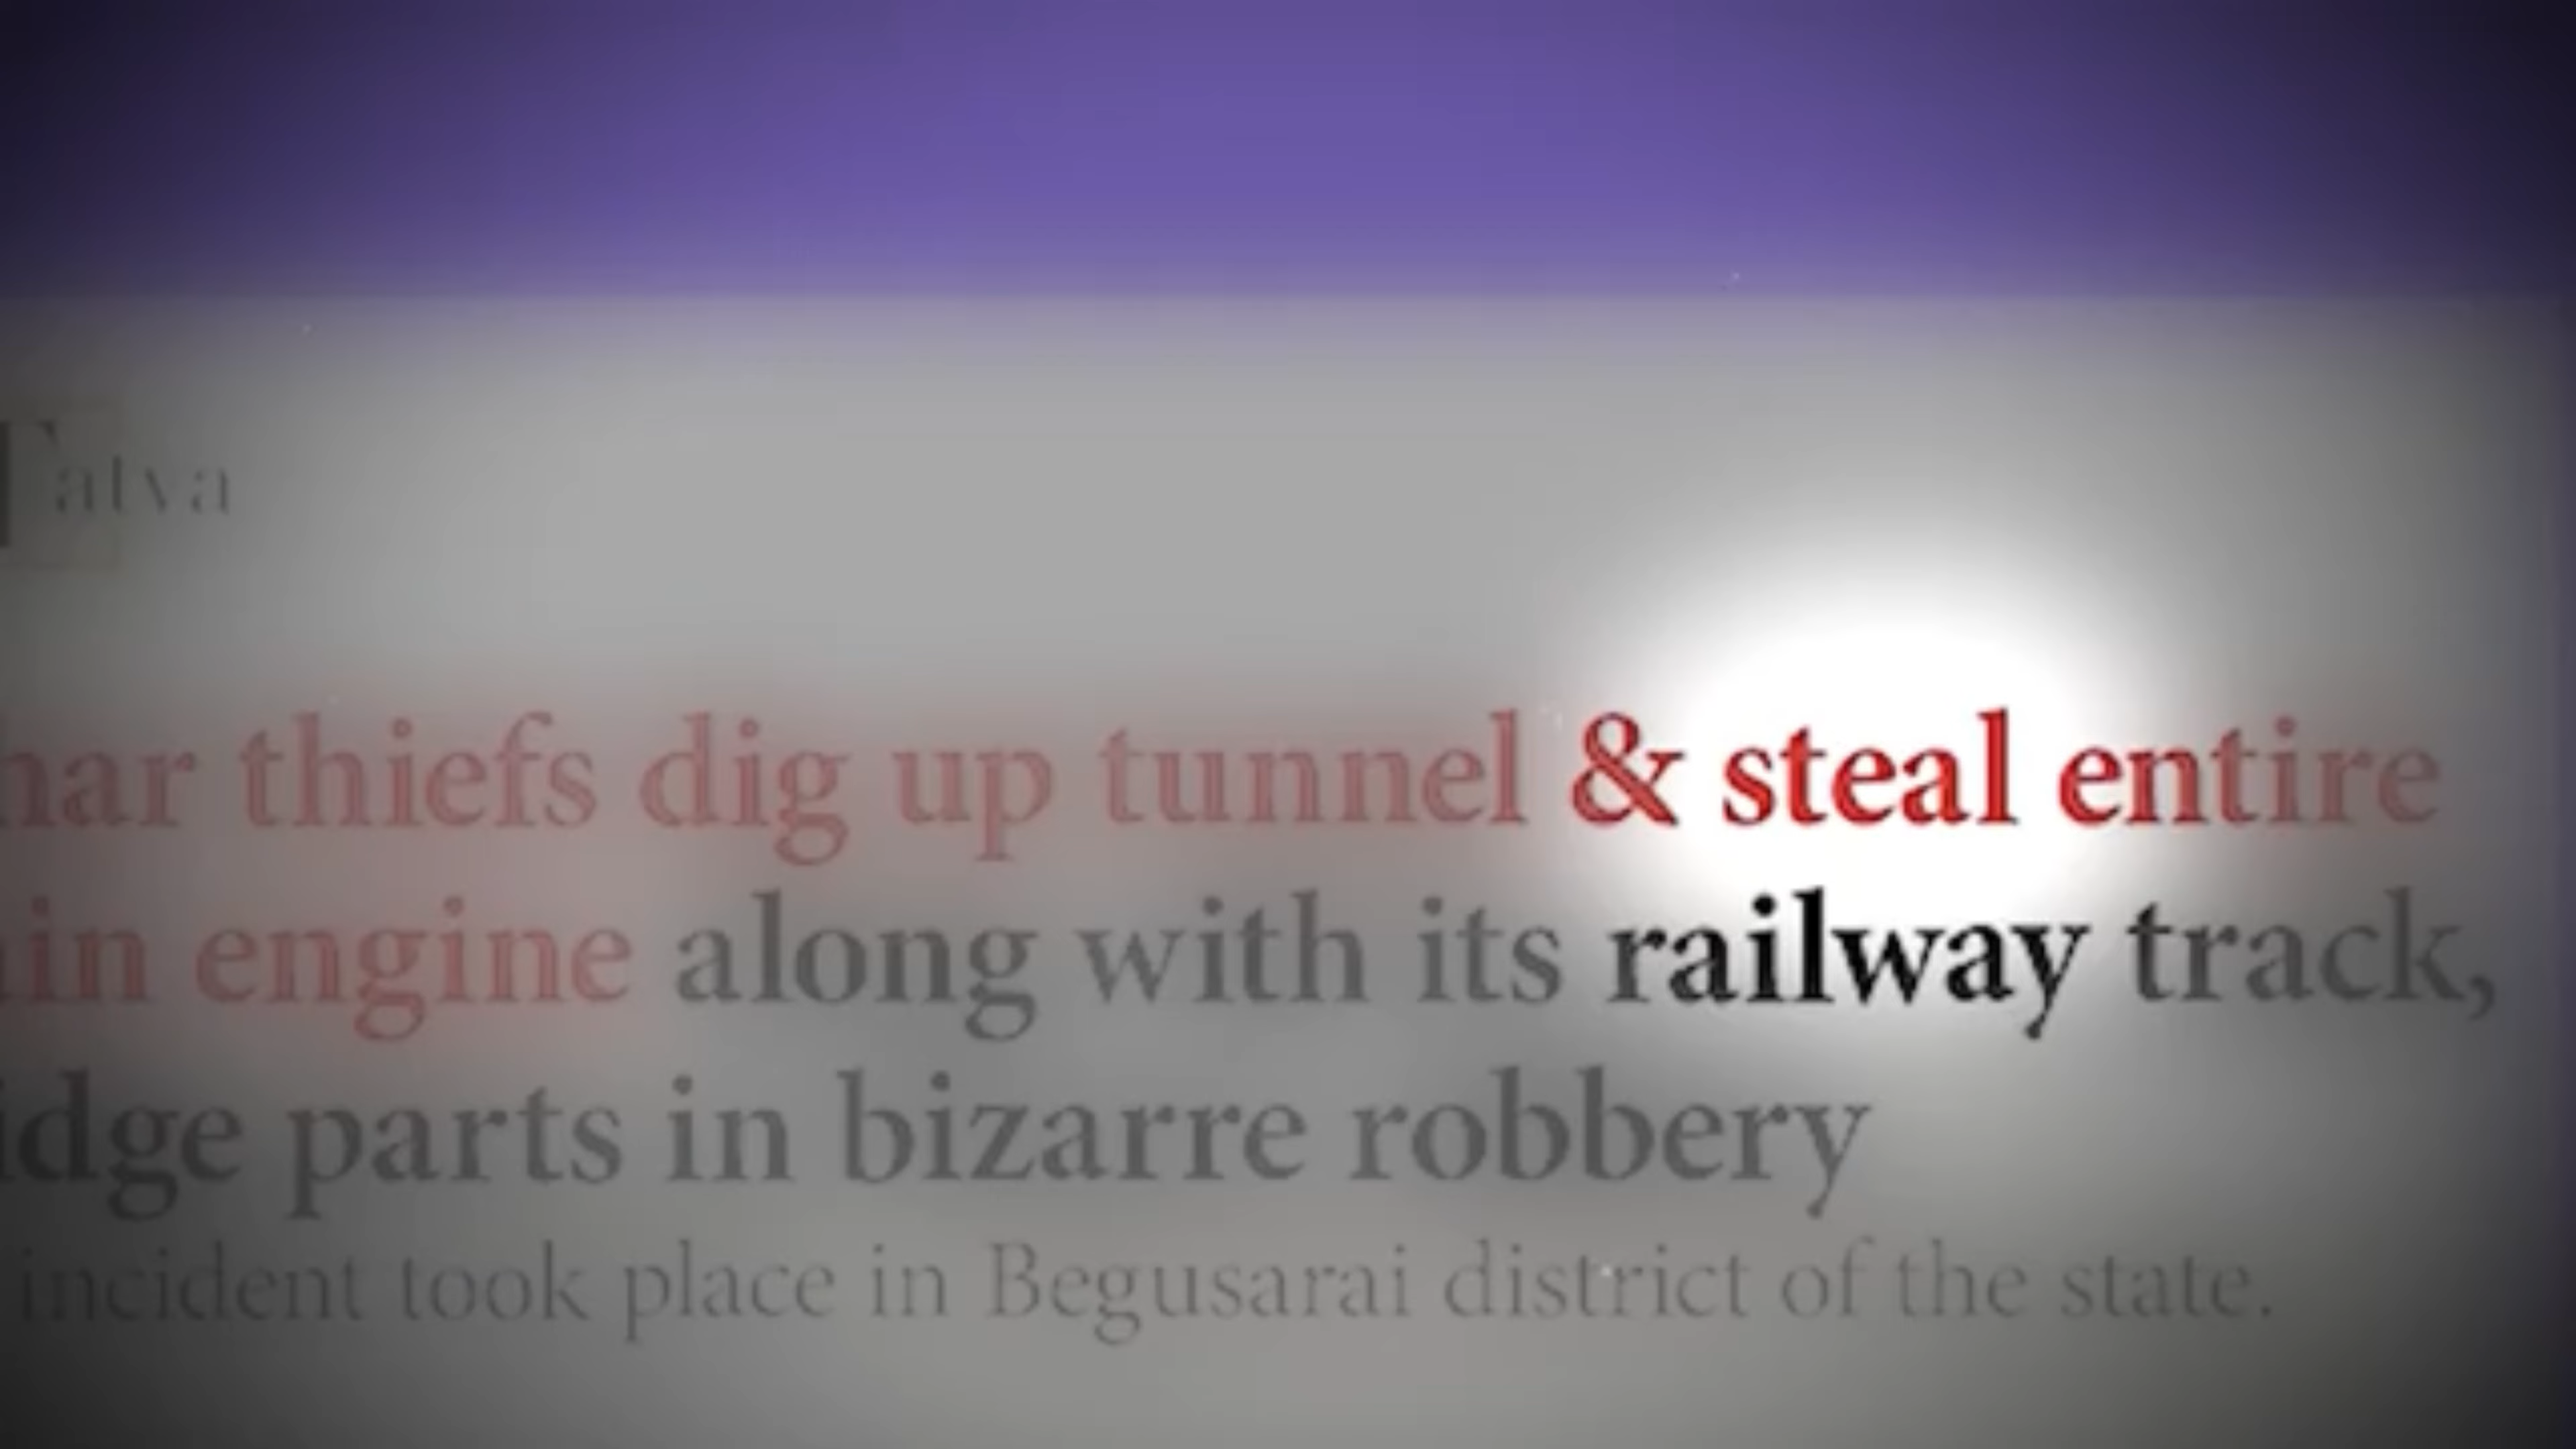 Tatva
har thiefs dig up tunnel & steal entire
in engine along with its railway track,
idge parts in bizarre robbery
incident took place in Begusarai district of the state.